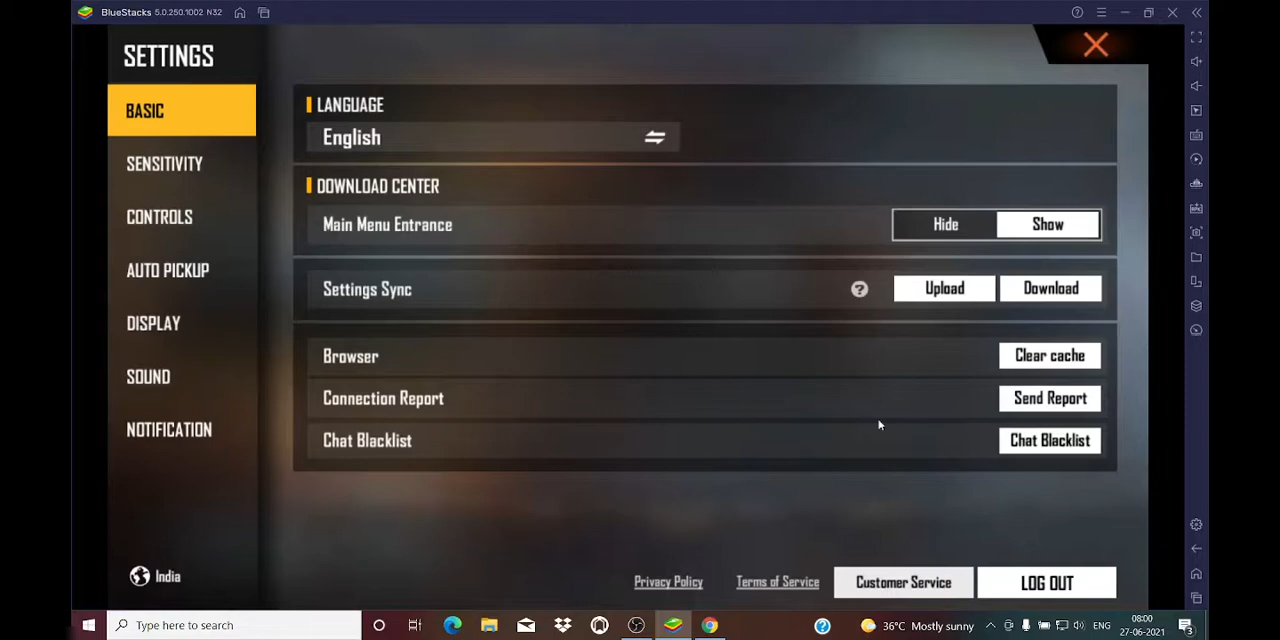 BlueStacks 5.0.250.1002 N32
SETTINGS
BASIC
SENSITIVITY
CONTROLS
AUTO PICKUP
DISPLAY
SOUND
NOTIFICATION
India
LANGUAGE
English
DOWNLOAD CENTER
Main Menu Entrance Hide Show
Settings Sync ? Upload Download
Browser Clear cache
Connection Report Send Report
Chat Blacklist Chat Blacklist
Privacy Policy Terms of Service Customer Service LOG OUT
Type here to search
36°C Mostly sunny
ENG
08:00
27-06-2021
3